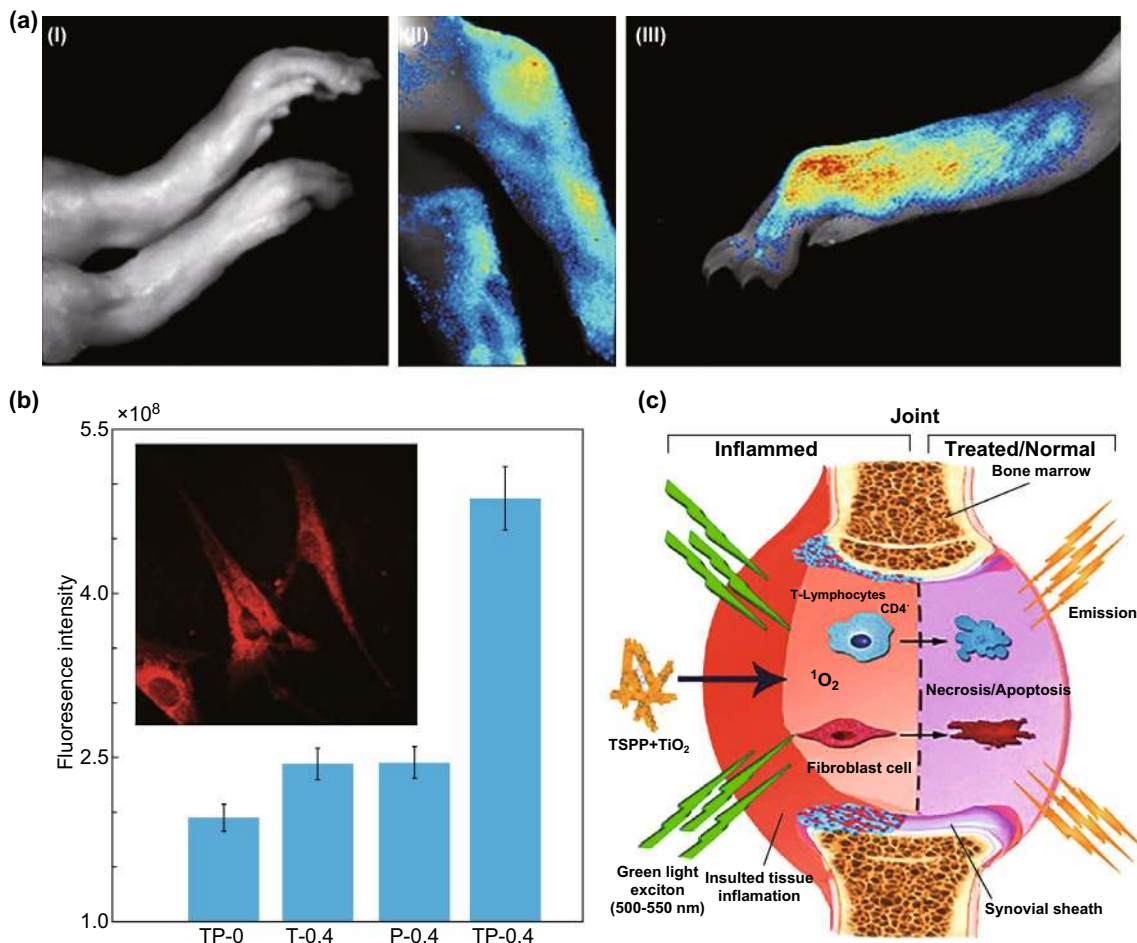 (a)
(I)
(II)
(III)
(b)
×10⁸
5.5
4.0
2.5
1.0
Fluoresence intensity
TP-0
T-0.4
P-0.4
TP-0.4
(c)
Joint
Inflammed
Treated/Normal
Bone marrow
T-Lymphocytes
CD4⁻
Emission
¹O₂
Necrosis/Apoptosis
TSPP+TiO₂
Fibroblast cell
Green light
exciton
(500-550 nm)
Insulted tissue
inflamation
Synovial sheath